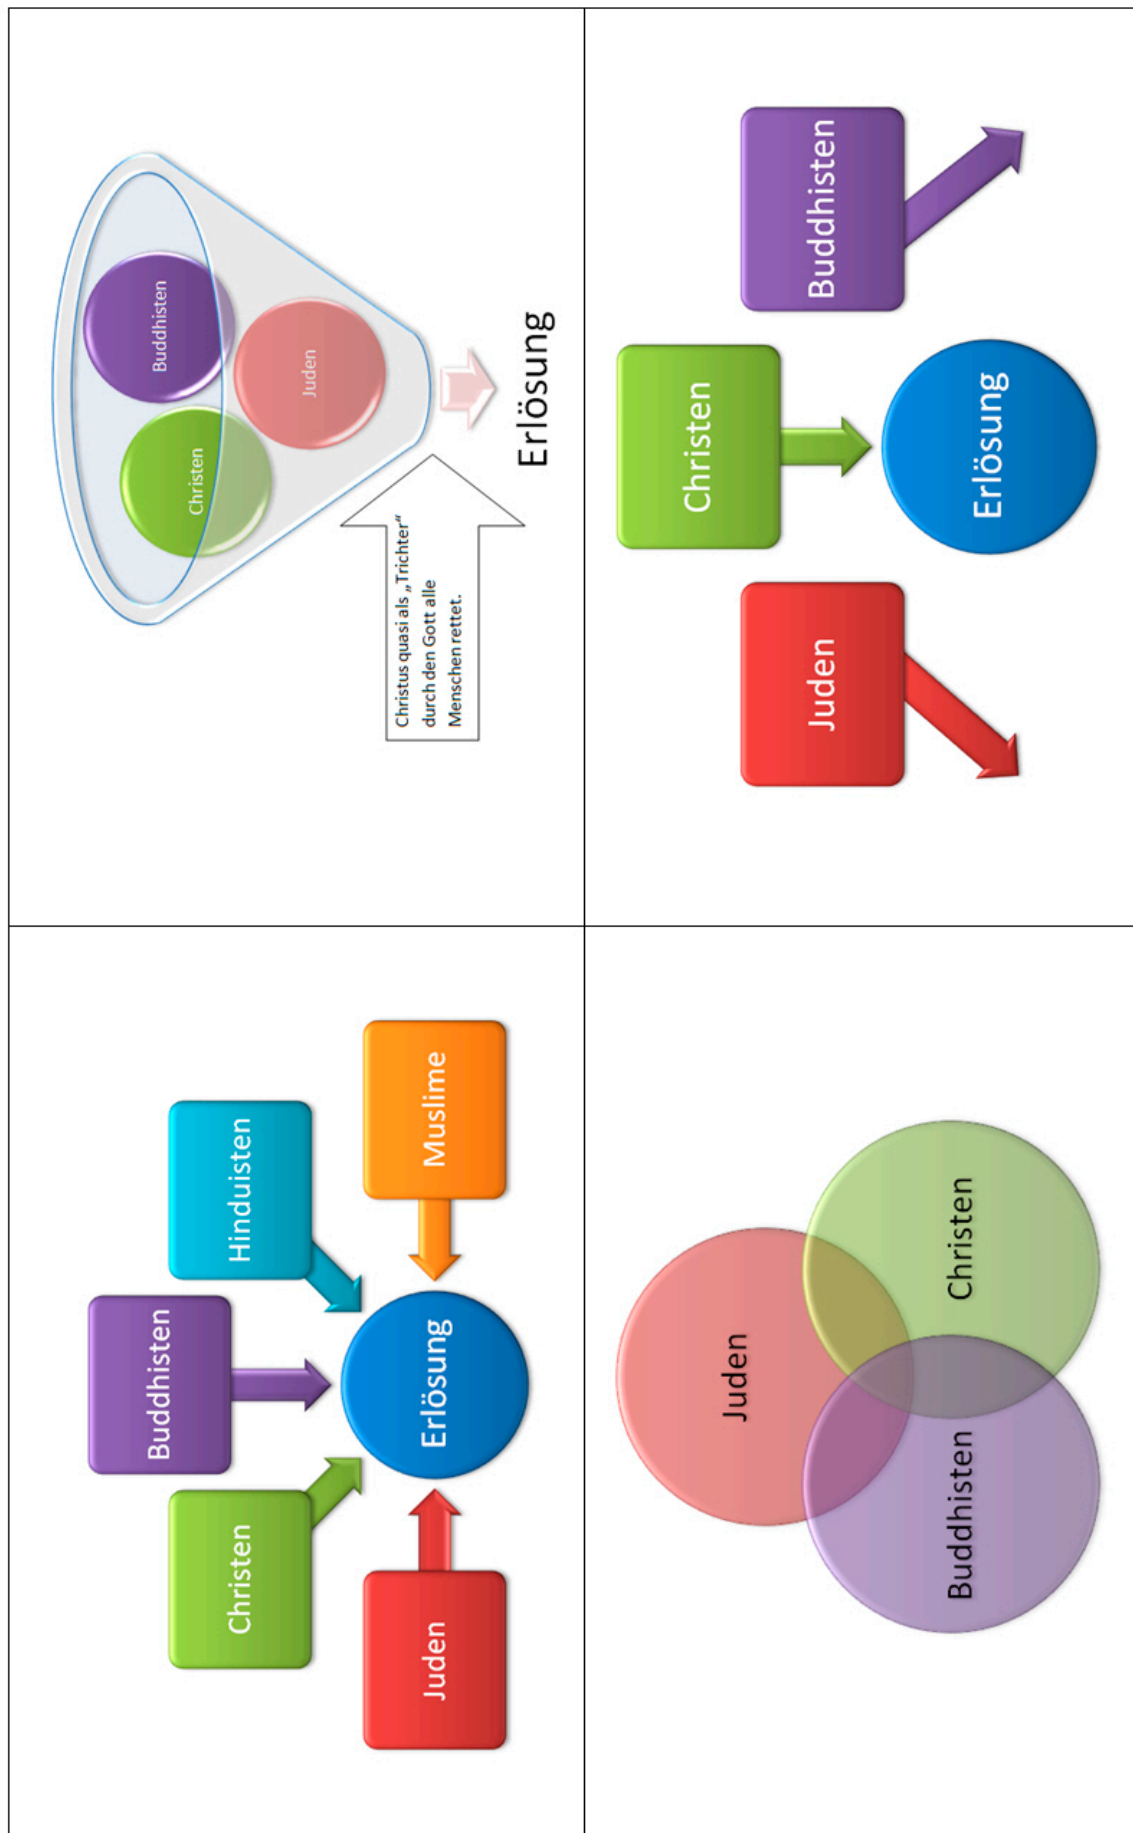 Buddhisten
Christen
Hinduisten
Juden
Erlösung
Muslime
Buddhisten
Christen
Juden
Christus quasi als „Trichter“
durch den Gott alle
Menschen rettet.
Erlösung
Juden
Buddhisten
Christen
Christen
Juden
Buddhisten
Erlösung